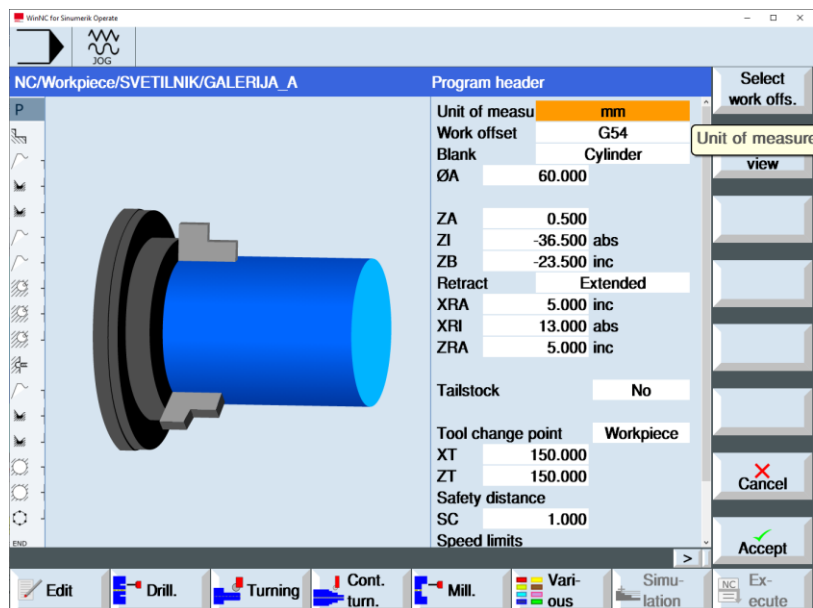 WinNC for Sinumerik Operate
JOG
NC/Workpiece/SVETILNIK/GALERIJA_A
Program header
Select
work offs.
P
Unit of measu mm
Unit of measure
Work offset G54
view
Blank Cylinder
ØA 60.000
ZA 0.500
ZI -36.500 abs
ZB -23.500 inc
Retract Extended
XRA 5.000 inc
XRI 13.000 abs
ZRA 5.000 inc
Tailstock No
Tool change point Workpiece
XT 150.000
ZT 150.000
Safety distance
SC 1.000
Speed limits
END
Cancel
Accept
>
Edit
Drill.
Turning
Cont.
turn.
Mill.
Vari-
ous
Simu-
lation
NC
Ex-
ecute